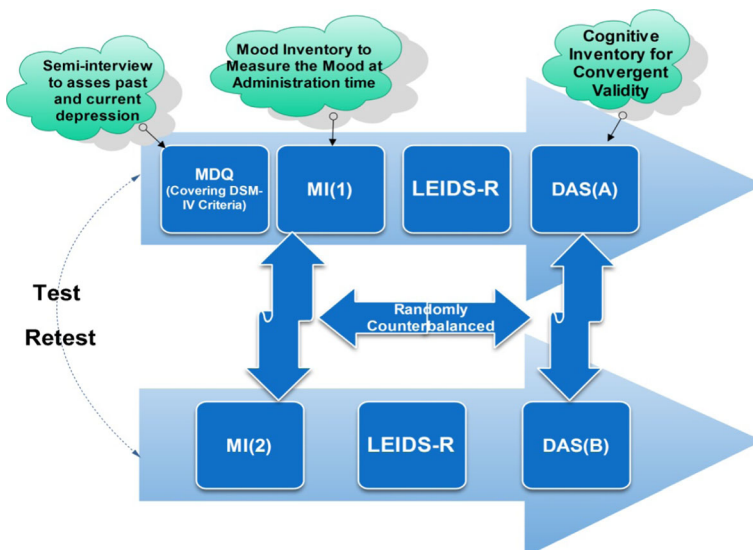 Semi-interview
to asses past
and current
depression
Mood Inventory to
Measure the Mood at
Administration time
Cognitive
Inventory for
Convergent
Validity
MDQ
(Covering DSM-
IV Criteria)
MI(1)
LEIDS-R
DAS(A)
Test
Retest
Randomly
Counterbalanced
MI(2)
LEIDS-R
DAS(B)